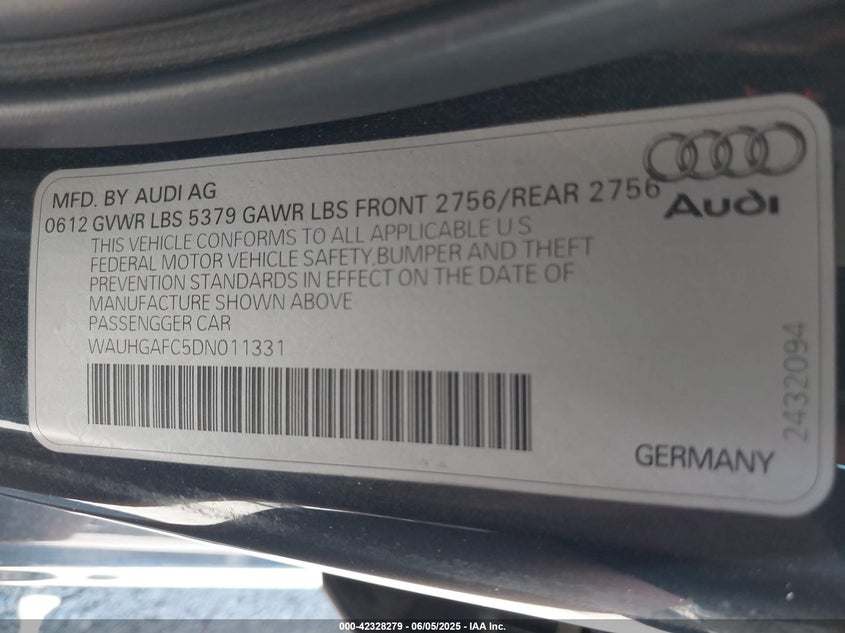 MFD. BY AUDI AG
0612 GVWR LBS 5379 GAWR LBS FRONT 2756/REAR 2756
THIS VEHICLE CONFORMS TO ALL APPLICABLE U S
FEDERAL MOTOR VEHICLE SAFETY,BUMPER AND THEFT
PREVENTION STANDARDS IN EFFECT ON THE DATE OF
MANUFACTURE SHOWN ABOVE
PASSENGGER CAR
WAUHGAFC5DN011331
Audi
2432094
GERMANY
000-42328279 - 06/05/2025 - IAA Inc.